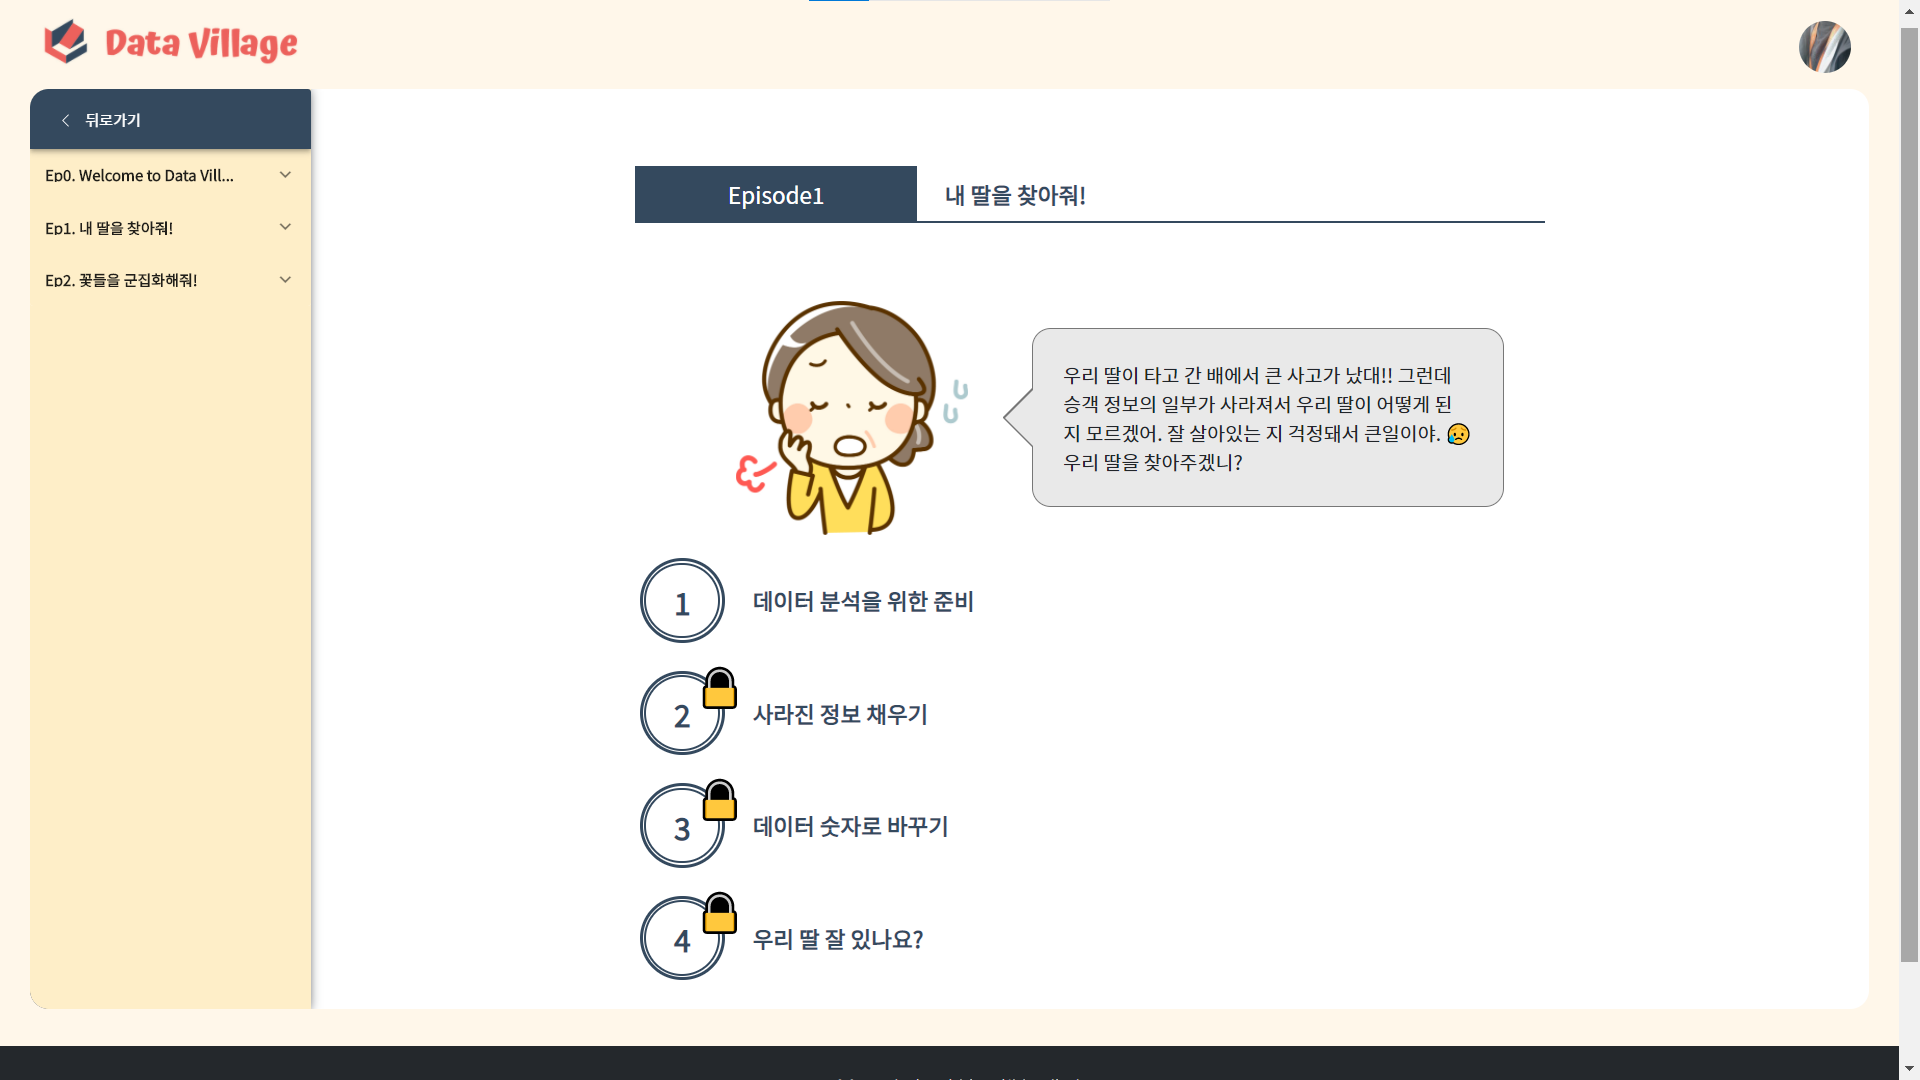 Data Village
뒤로가기
Ep0. Welcome to Data Vill...
Ep1. 내 딸을 찾아줘!
Ep2. 꽃들을 군집화해줘!
Episode1
내 딸을 찾아줘!
우리 딸이 타고 간 배에서 큰 사고가 났대!! 그런데
승객 정보의 일부가 사라져서 우리 딸이 어떻게 된
지 모르겠어. 잘 살아있는 지 걱정돼서 큰일이야. 😥
우리 딸을 찾아주겠니?
1 데이터 분석을 위한 준비
2 사라진 정보 채우기
3 데이터 숫자로 바꾸기
4 우리 딸 잘 있나요?